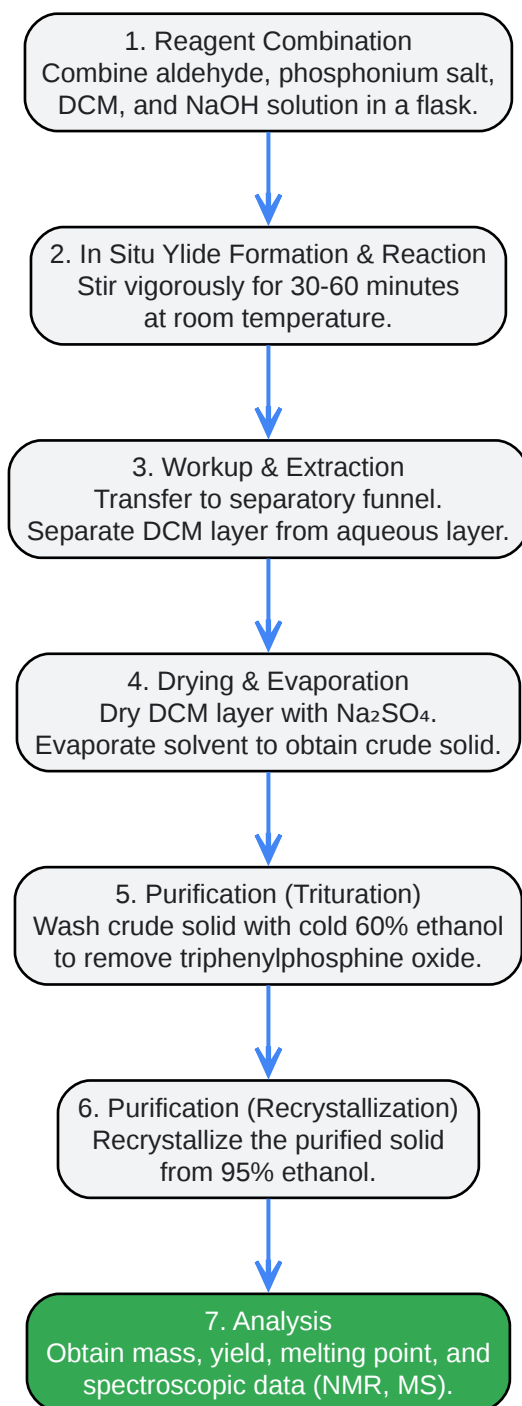 1. Reagent Combination
Combine aldehyde, phosphonium salt,
DCM, and NaOH solution in a flask.
2. In Situ Ylide Formation & Reaction
Stir vigorously for 30-60 minutes
at room temperature.
3. Workup & Extraction
Transfer to separatory funnel.
Separate DCM layer from aqueous layer.
4. Drying & Evaporation
Dry DCM layer with Na₂SO₄.
Evaporate solvent to obtain crude solid.
5. Purification (Trituration)
Wash crude solid with cold 60% ethanol
to remove triphenylphosphine oxide.
6. Purification (Recrystallization)
Recrystallize the purified solid
from 95% ethanol.
7. Analysis
Obtain mass, yield, melting point, and
spectroscopic data (NMR, MS).